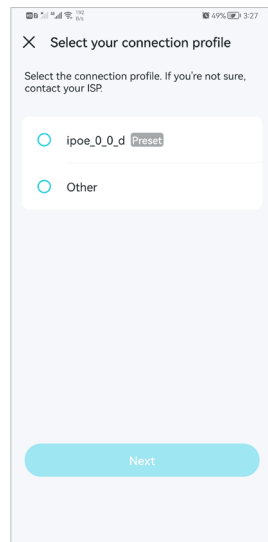 192
B/s
49% 3:27
Select your connection profile
Select the connection profile. If you're not sure,
contact your ISP.
ipoe_0_0_d Preset
Other
Next